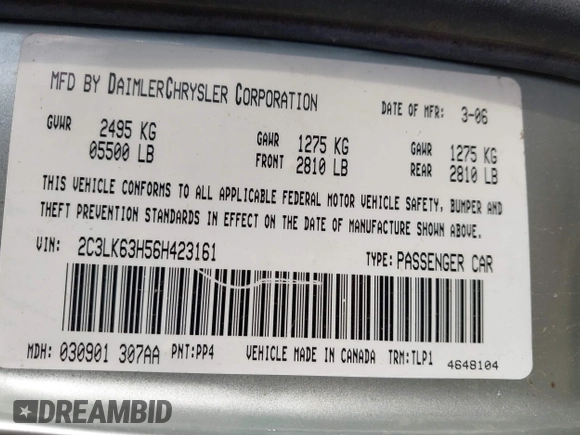 MFD BY DAIMLERCHRYSLER CORPORATION
DATE OF MFR: 3-06
GVWR 2495 KG 05500 LB
GAWR FRONT 1275 KG 2810 LB
GAWR REAR 1275 KG 2810 LB
THIS VEHICLE CONFORMS TO ALL APPLICABLE FEDERAL MOTOR VEHICLE SAFETY, BUMPER AND
THEFT PREVENTION STANDARDS IN EFFECT ON THE DATE OF MANUFACTURE SHOWN ABOVE.
VIN: 2C3LK63H56H423161 TYPE: PASSENGER CAR
MDH: 030901 307AA PNT: PP4 VEHICLE MADE IN CANADA TRM: TLP1 4648104
DREAMBID